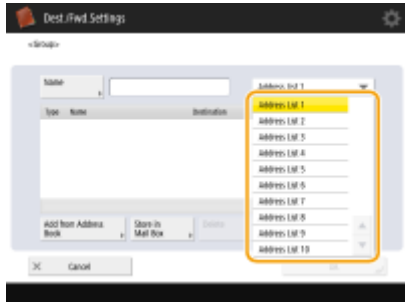 Dest./Fwd. Settings
<Group>
Name
Address List 1
Type Name Destination
Address List 1
Address List 2
Address List 3
Address List 4
Address List 5
Address List 6
Address List 7
Address List 8
Address List 9
Address List 10
Add from Address
Book
Store in
Mail Box
Delete
Cancel
OK